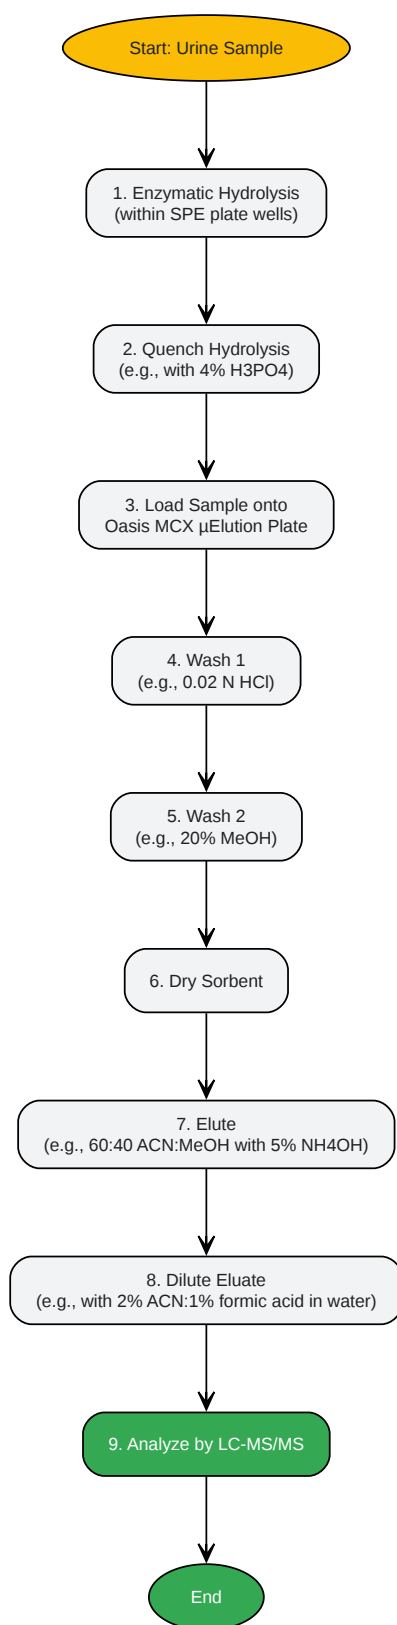 Start: Urine Sample
1. Enzymatic Hydrolysis
(within SPE plate wells)
2. Quench Hydrolysis
(e.g., with 4% H3PO4)
3. Load Sample onto
Oasis MCX µElution Plate
4. Wash 1
(e.g., 0.02 N HCl)
5. Wash 2
(e.g., 20% MeOH)
6. Dry Sorbent
7. Elute
(e.g., 60:40 ACN:MeOH with 5% NH4OH)
8. Dilute Eluate
(e.g., with 2% ACN:1% formic acid in water)
9. Analyze by LC-MS/MS
End